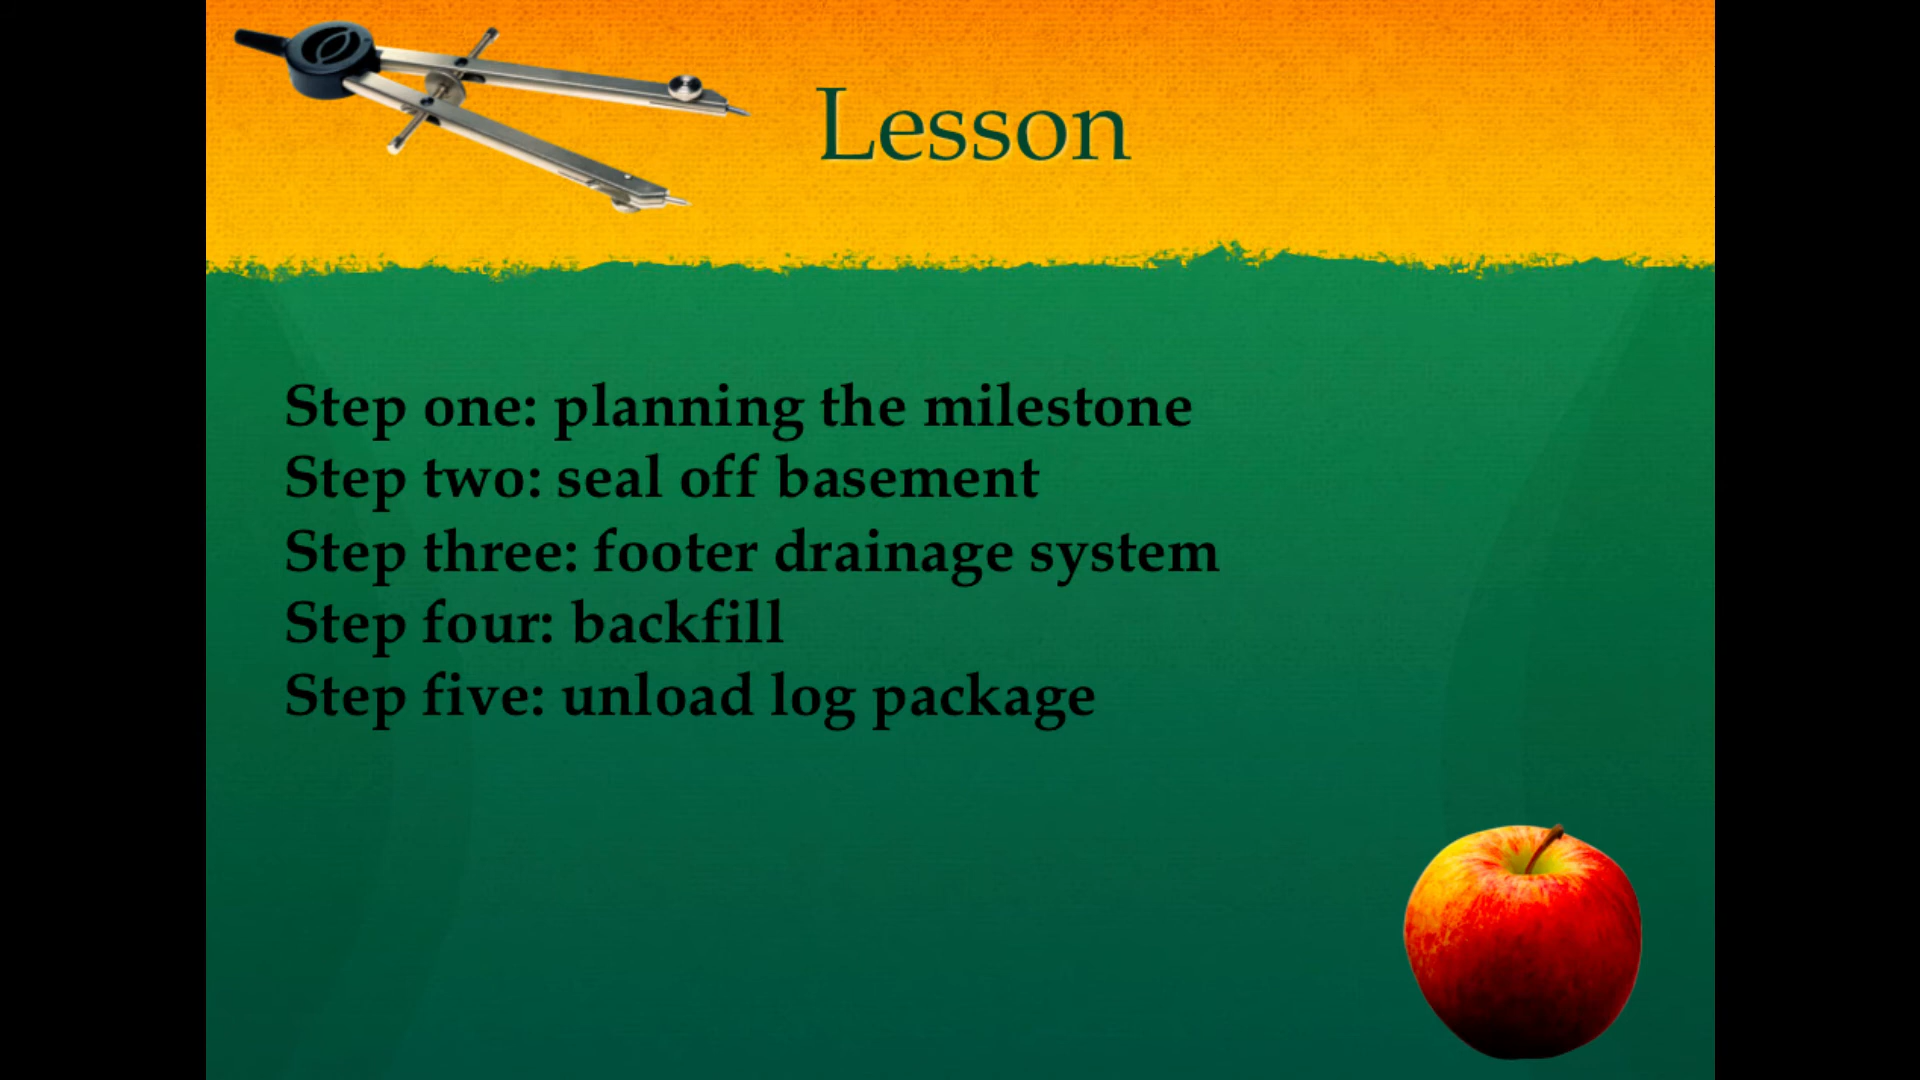 Lesson
Step one: planning the milestone
Step two: seal off basement
Step three: footer drainage system
Step four: backfill
Step five: unload log package